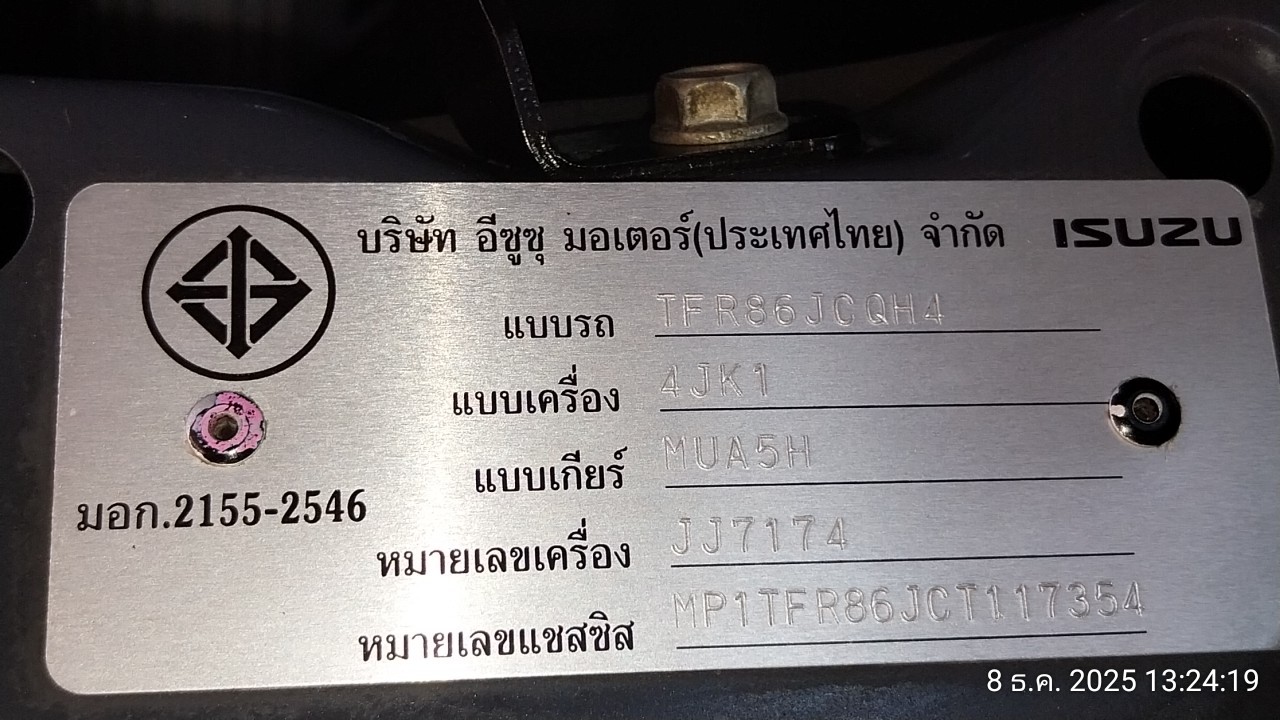 บริษัท อีซูซุ มอเตอร์(ประเทศไทย) จำกัด ISUZU
แบบรถ TFR86JCQH4
แบบเครื่อง 4JK1
แบบเกียร์ MUA5H
มอก.2155-2546
หมายเลขเครื่อง JJ7174
หมายเลขแชสซิส MP1TFR86JCT117354
8 ธ.ค. 2025 13:24:19